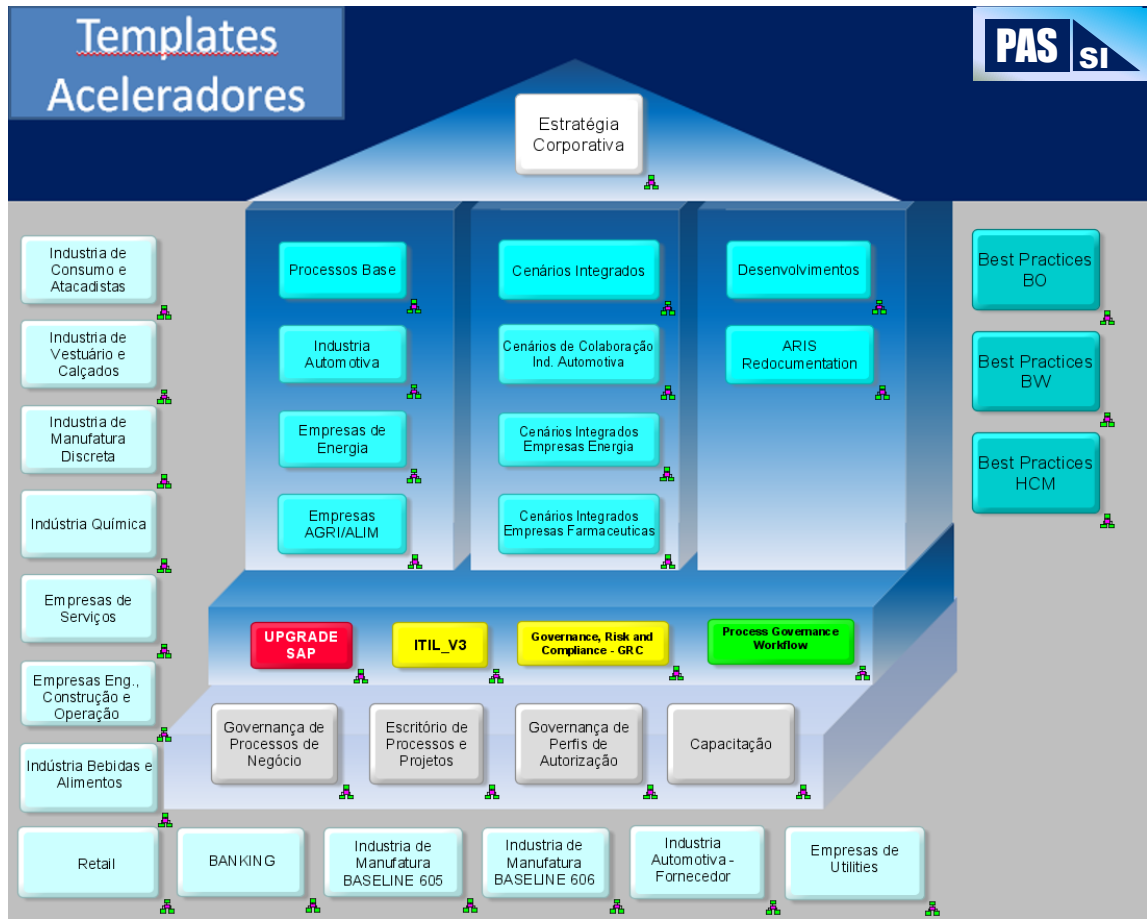 Templates
Aceleradores
PAS
SI
Estratégia
Corporativa
Industria de
Consumo e
Atacadistas
Industria de
Vestuário e
Calçados
Industria de
Manufatura
Discreta
Indústria Química
Empresas de
Serviços
Empresas Eng.,
Construção e
Operação
Indústria Bebidas e
Alimentos
Processos Base
Industria
Automotiva
Empresas de
Energia
Empresas
AGRI/ALIM
Cenários Integrados
Cenários de Colaboração
Ind. Automotiva
Cenários Integrados
Empresas Energia
Cenários Integrados
Empresas Farmaceuticas
Desenvolvimentos
ARIS
Redocumentation
Best Practices
BO
Best Practices
BW
Best Practices
HCM
UPGRADE
SAP
ITIL_V3
Governance, Risk and
Compliance - GRC
Process Governance
Workflow
Governança de
Processos de
Negócio
Escritório de
Processos e
Projetos
Governança de
Perfis de
Autorização
Capacitação
Retail
BANKING
Industria de
Manufatura
BASELINE 605
Industria de
Manufatura
BASELINE 606
Industria
Automotiva -
Fornecedor
Empresas de
Utilities